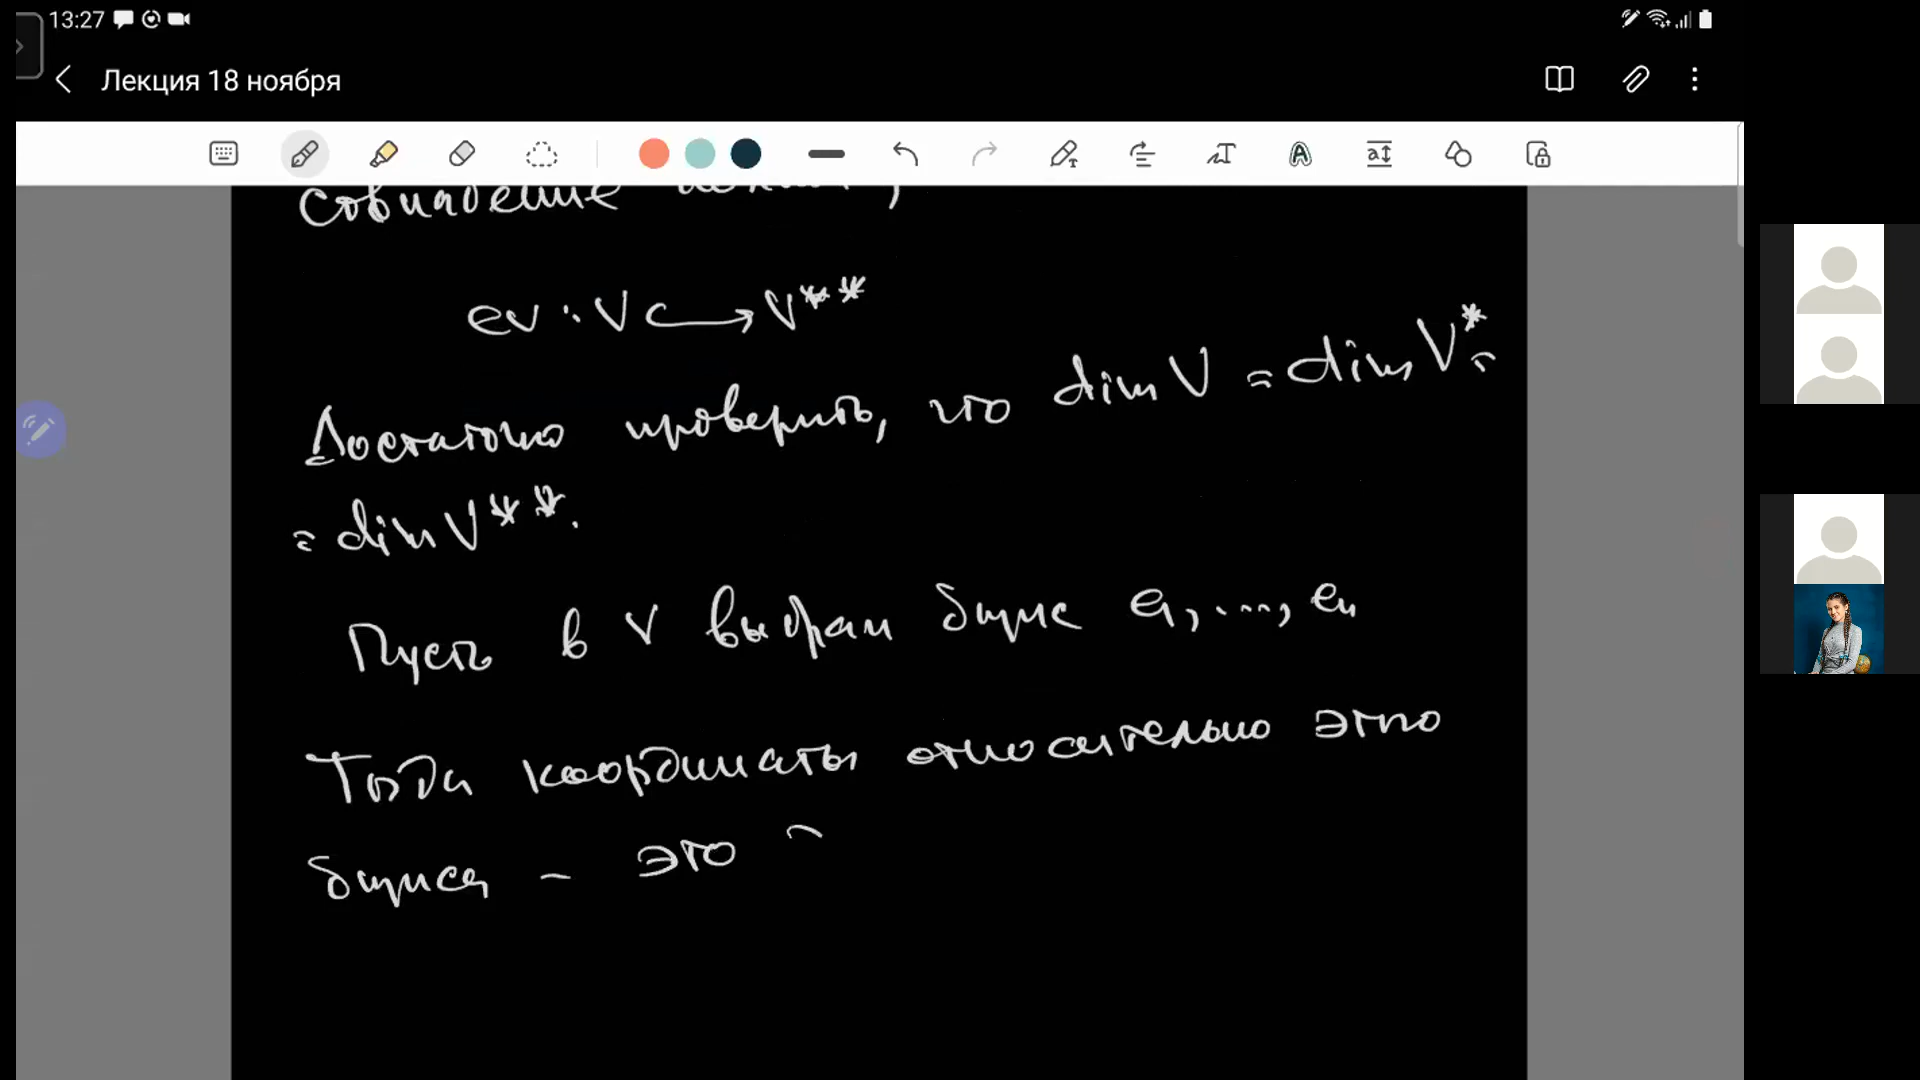 13:27
Лекция 18 ноября
совпадение
ev : V ↪ V**
Достаточно проверить, что dim V = dim V* =
= dim V**.
Пусть в V выбран базис e₁, ..., eₙ
Тогда координаты относительно этого
базиса – это